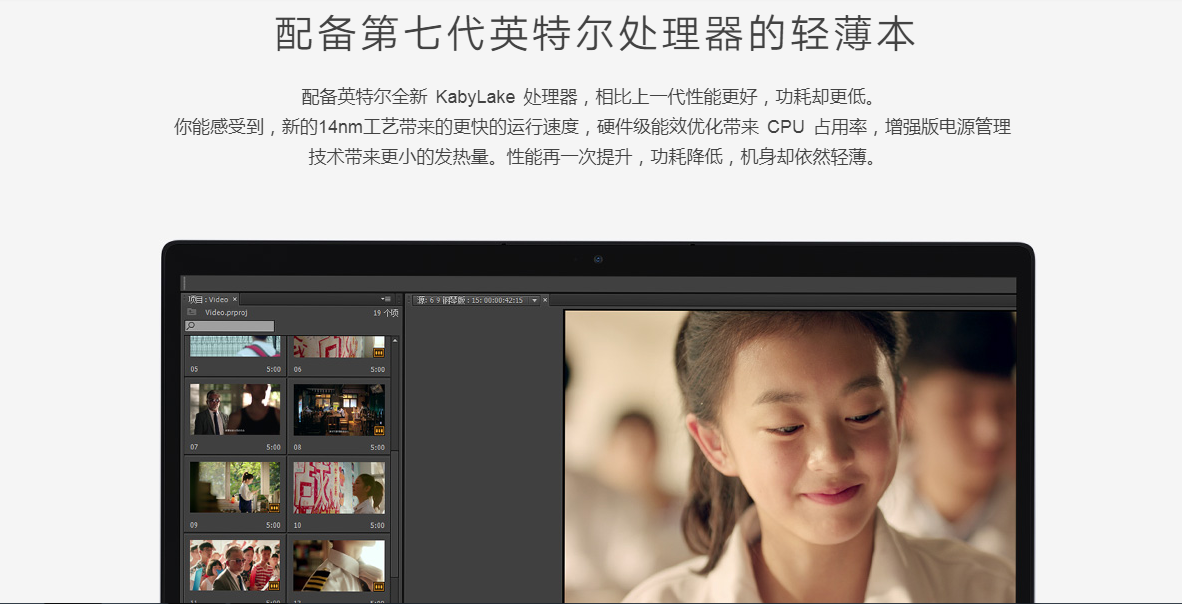 配备第七代英特尔处理器的轻薄本
配备英特尔全新 KabyLake 处理器，相比上一代性能更好，功耗却更低。
你能感受到，新的14nm工艺带来的更快的运行速度，硬件级能效优化带来 CPU 占用率，增强版电源管理
技术带来更小的发热量。性能再一次提升，功耗降低，机身却依然轻薄。
项目: Video ×
源: 6 9 钢琴版: 15: 00:00:42:15 ×
Video.prproj
19 个项
05 5:00
06 5:00
07 5:00
08 5:00
09 5:00
10 5:00